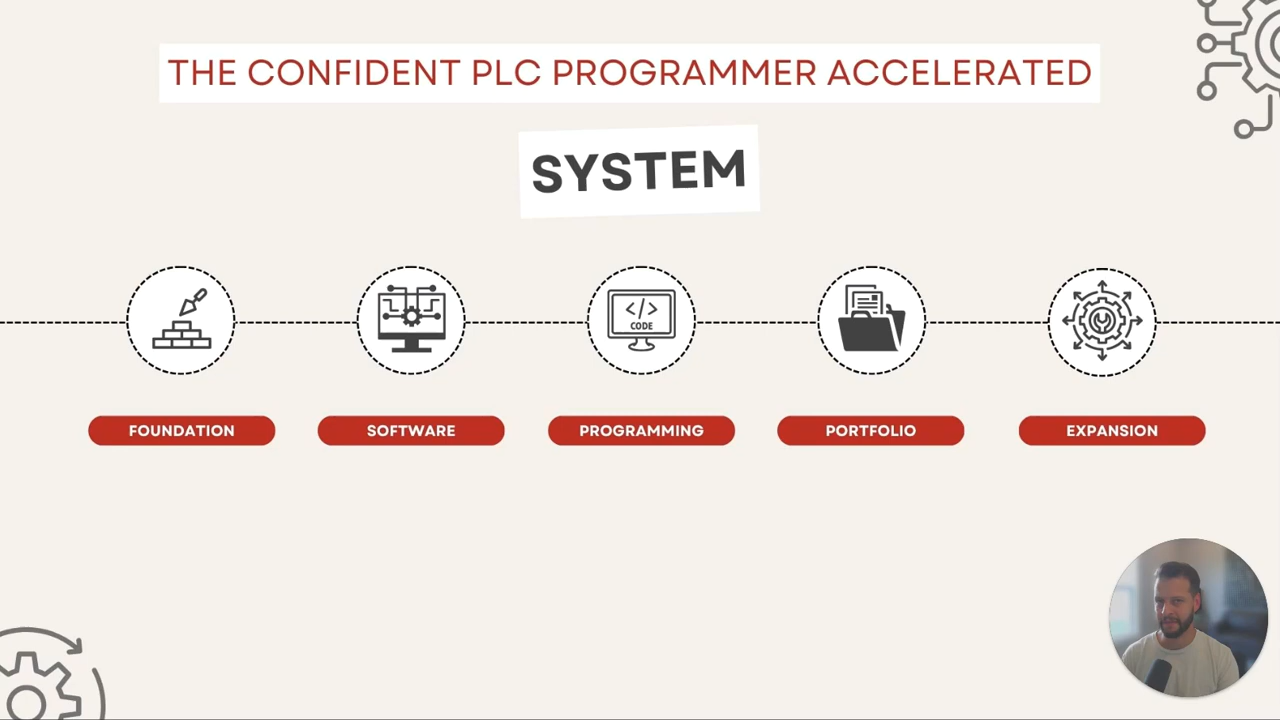 THE CONFIDENT PLC PROGRAMMER ACCELERATED
SYSTEM
</>
CODE
FOUNDATION
SOFTWARE
PROGRAMMING
PORTFOLIO
EXPANSION